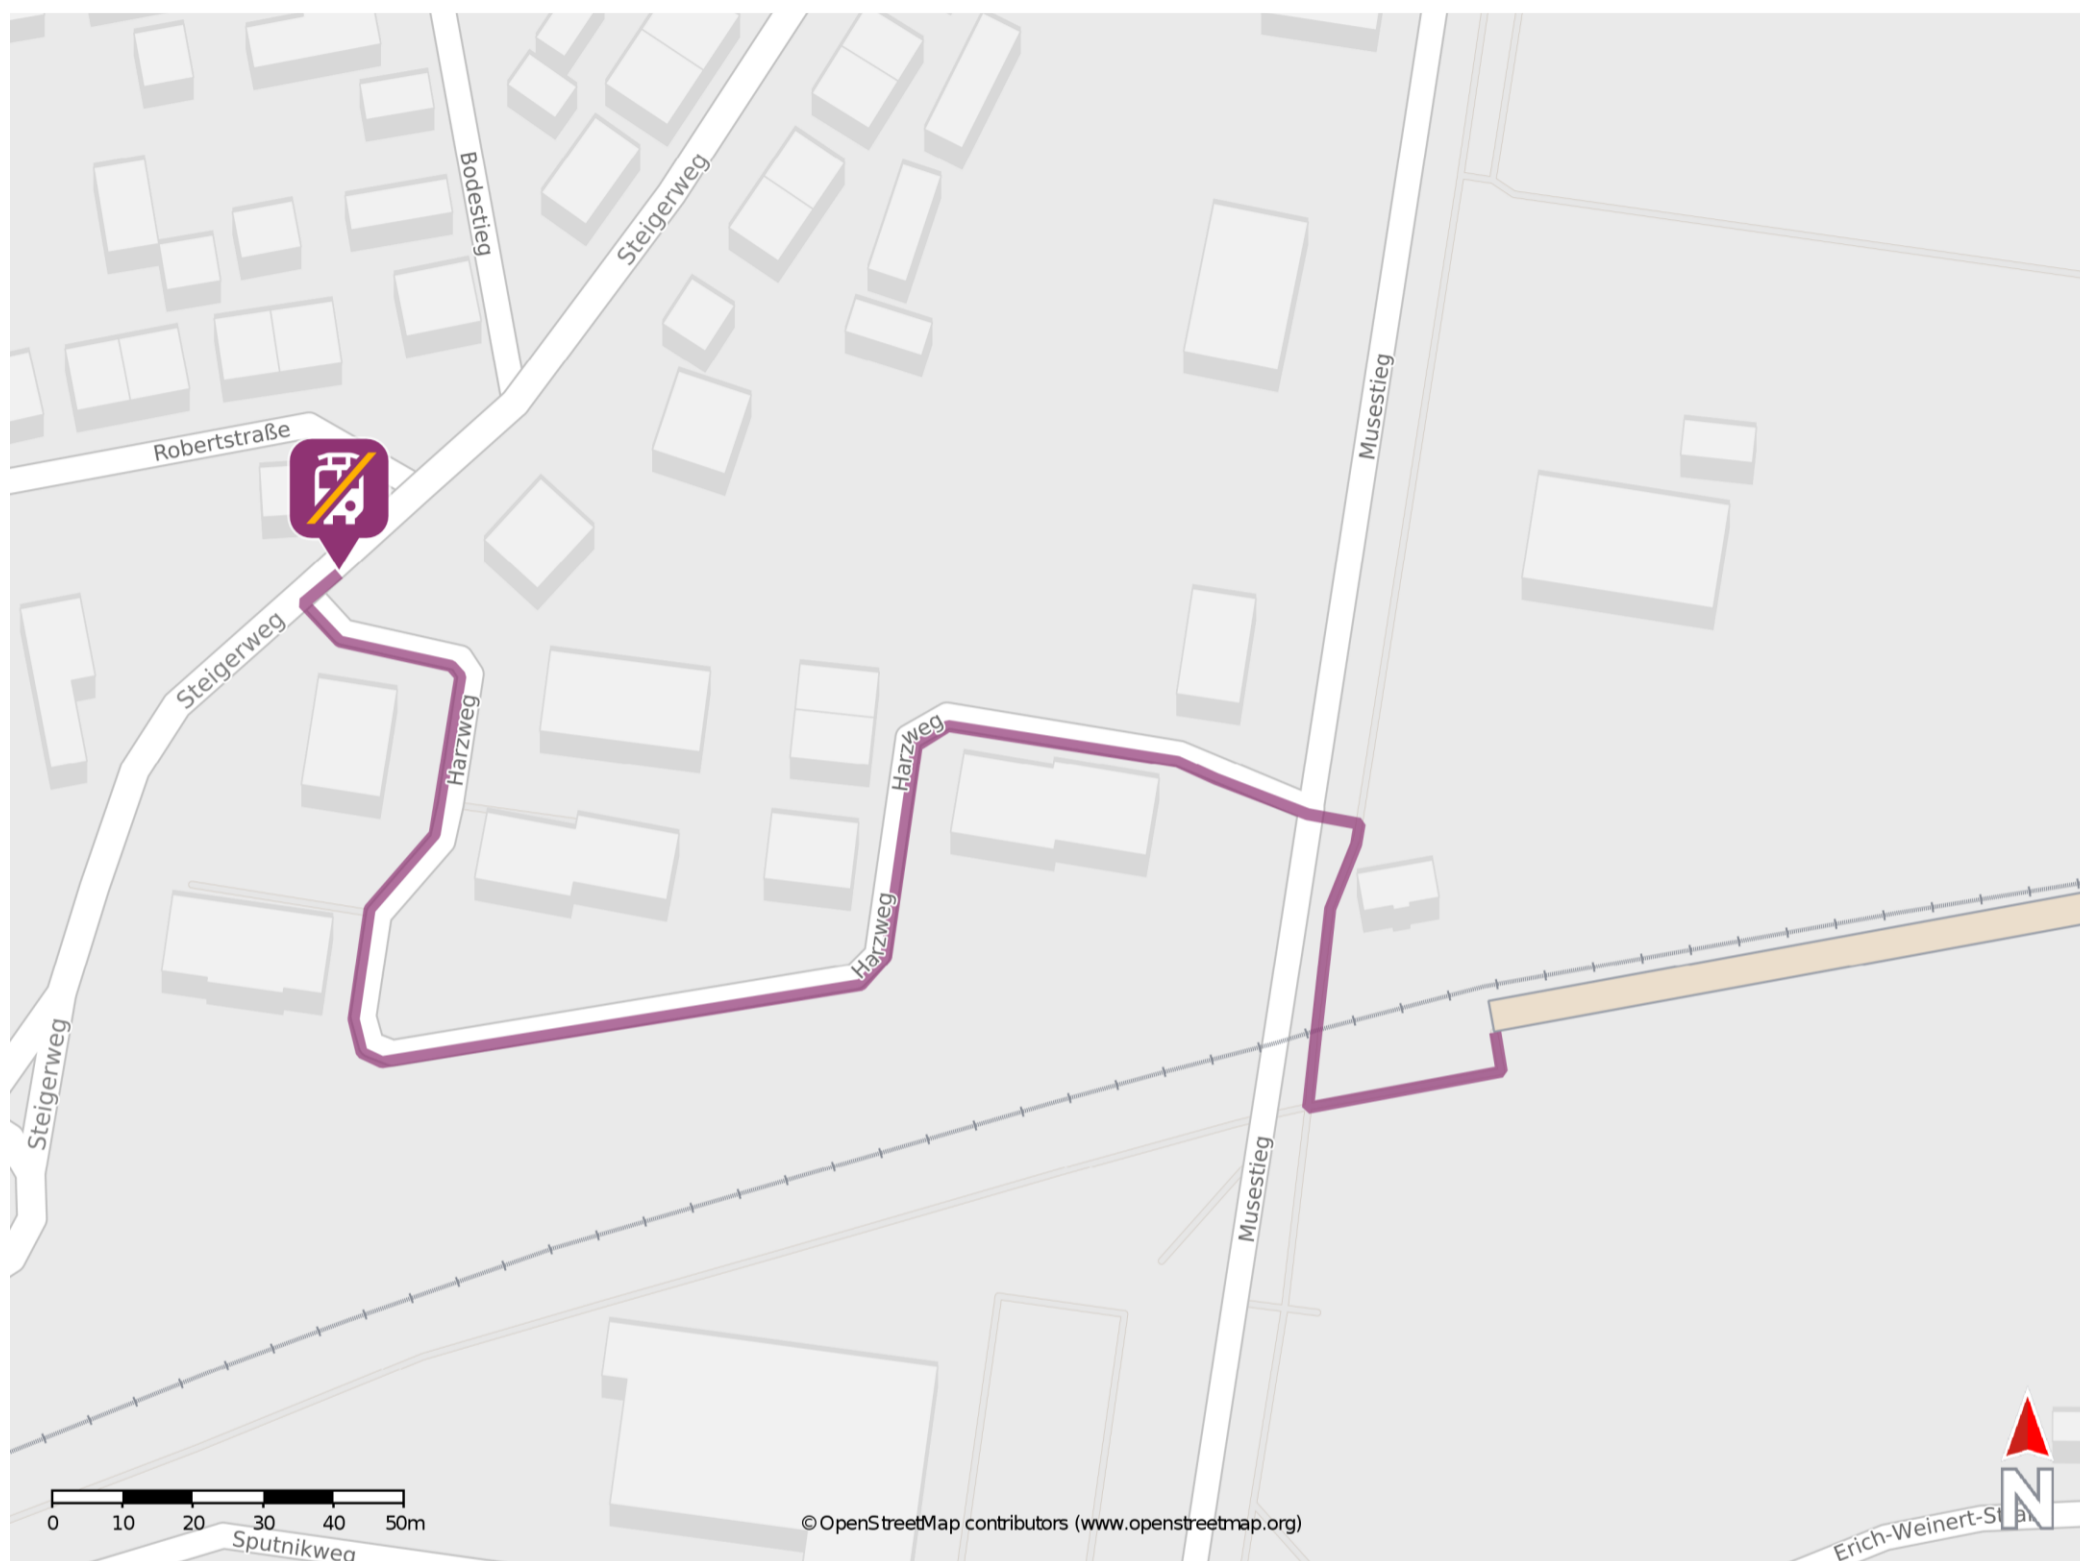 Bodestieg
Steigerweg
Musestieg
Robertstraße
Steigerweg
Harzweg
Harzweg
Harzweg
Harzweg
Steigerweg
Musestieg
N
0 10 20 30 40 50m
© OpenStreetMap contributors (www.openstreetmap.org)
Sputnikweg